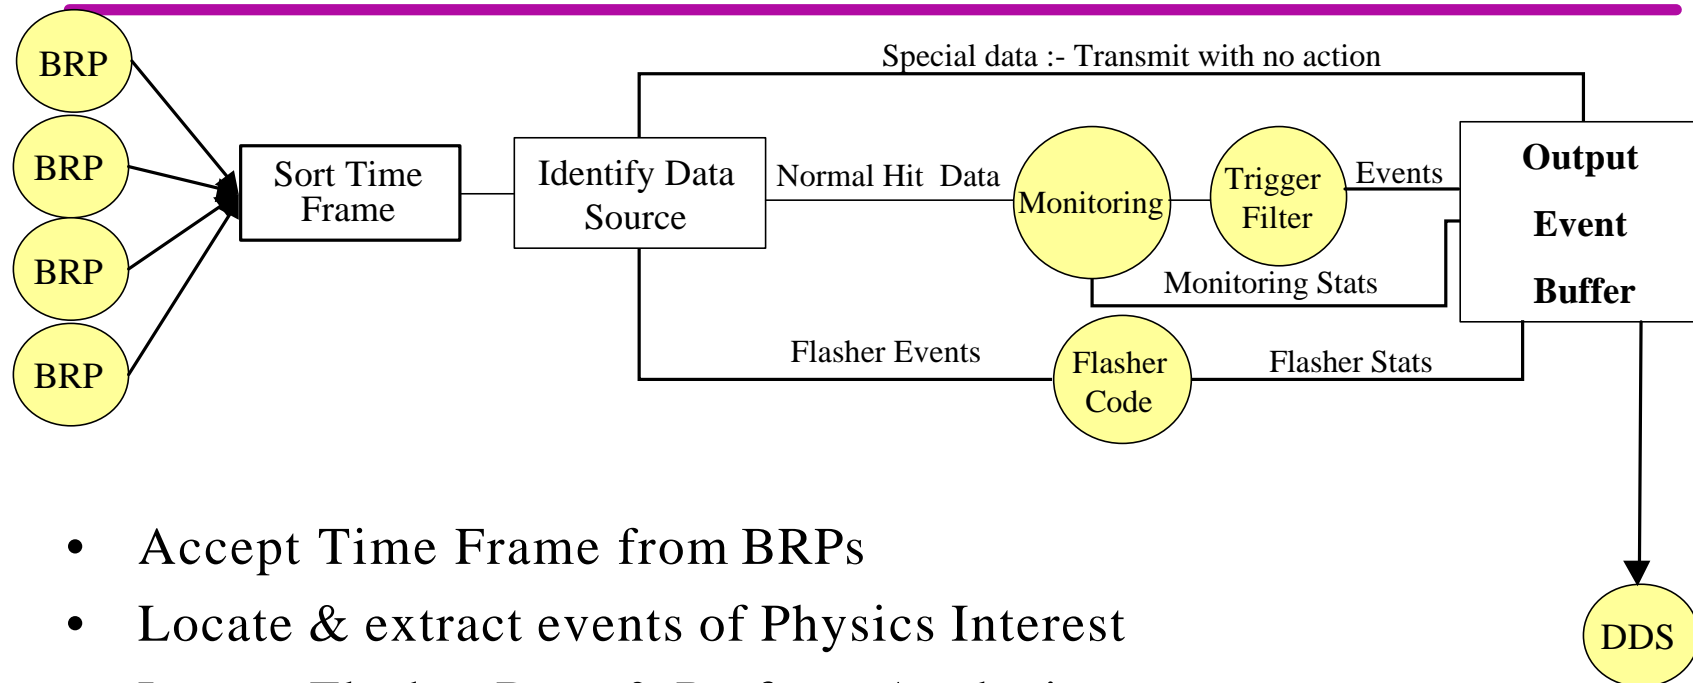 BRP
BRP
BRP
BRP
Sort Time
Frame
Identify Data
Source
Special data :- Transmit with no action
Normal Hit Data
Monitoring
Trigger
Filter
Events
Monitoring Stats
Flasher Events
Flasher
Code
Flasher Stats
Output
Event
Buffer
DDS
• Accept Time Frame from BRPs
• Locate & extract events of Physics Interest